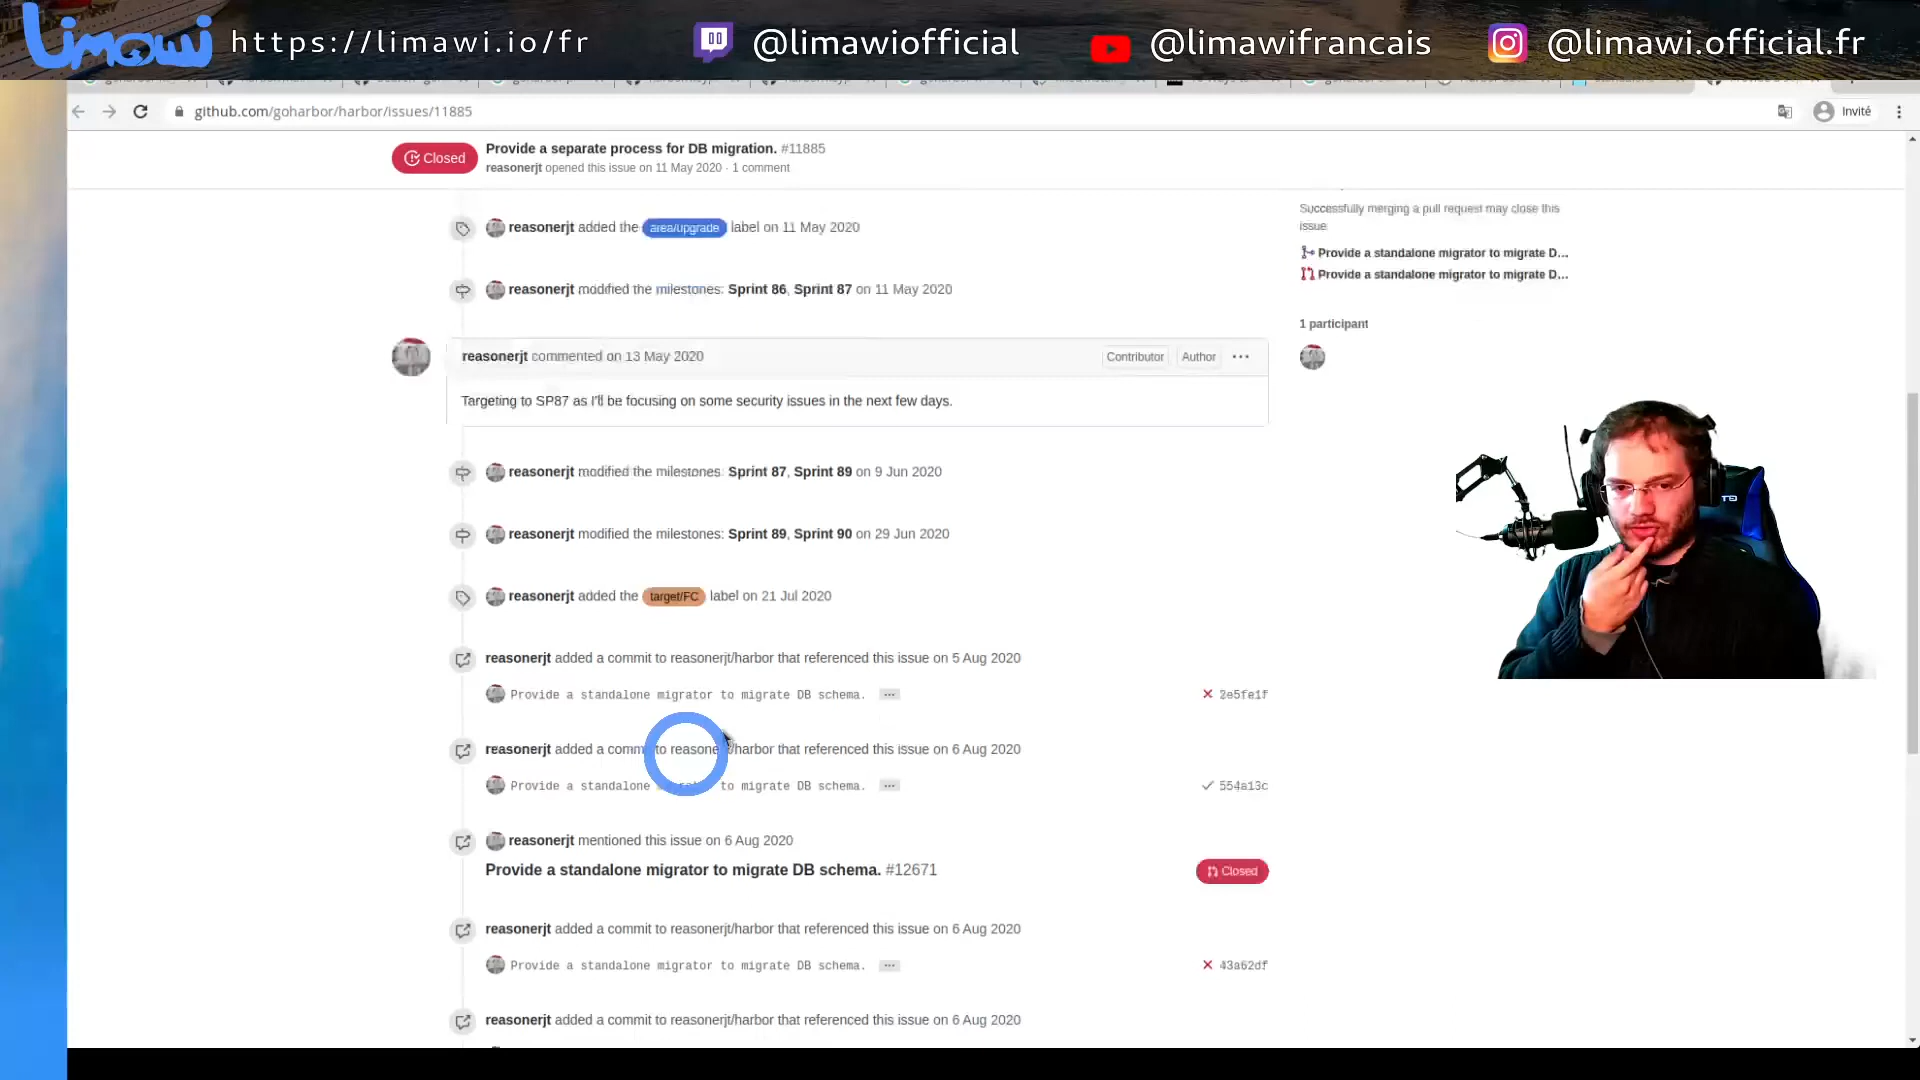 Limawi https://limawi.io/fr @limawiofficial @limawifrancais @limawi.official.fr
github.com/goharbor/harbor/issues/11885 Invité
Closed Provide a separate process for DB migration. #11885
reasonerjt opened this issue on 11 May 2020 · 1 comment
Successfully merging a pull request may close this
issue.
reasonerjt added the area/upgrade label on 11 May 2020
Provide a standalone migrator to migrate D...
Provide a standalone migrator to migrate D...
reasonerjt modified the milestones: Sprint 86, Sprint 87 on 11 May 2020
1 participant
reasonerjt commented on 13 May 2020 Contributor Author ...
Targeting to SP87 as I'll be focusing on some security issues in the next few days.
reasonerjt modified the milestones: Sprint 87, Sprint 89 on 9 Jun 2020
reasonerjt modified the milestones: Sprint 89, Sprint 90 on 29 Jun 2020
reasonerjt added the target/FC label on 21 Jul 2020
reasonerjt added a commit to reasonerjt/harbor that referenced this issue on 5 Aug 2020
Provide a standalone migrator to migrate DB schema. ... 2e5fe1f
reasonerjt added a commit to reasonerjt/harbor that referenced this issue on 6 Aug 2020
Provide a standalone migrator to migrate DB schema. ... 554a13c
reasonerjt mentioned this issue on 6 Aug 2020
Provide a standalone migrator to migrate DB schema. #12671 Closed
reasonerjt added a commit to reasonerjt/harbor that referenced this issue on 6 Aug 2020
Provide a standalone migrator to migrate DB schema. ... 43a62df
reasonerjt added a commit to reasonerjt/harbor that referenced this issue on 6 Aug 2020